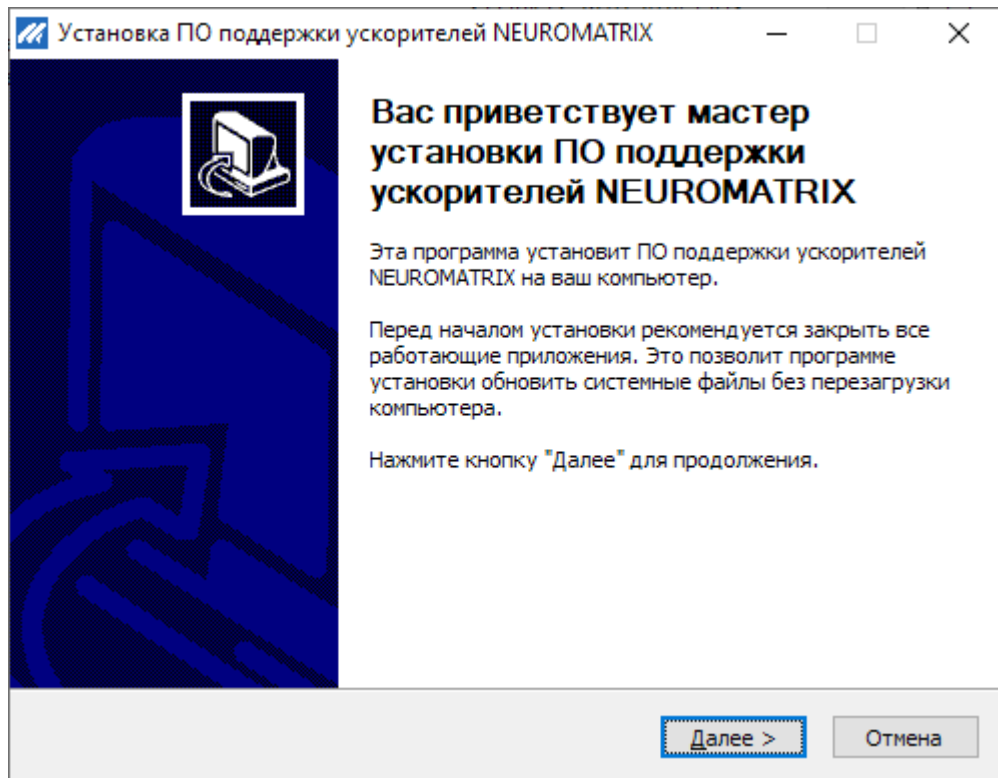 Установка ПО поддержки ускорителей NEUROMATRIX
Вас приветствует мастер
установки ПО поддержки
ускорителей NEUROMATRIX
Эта программа установит ПО поддержки ускорителей
NEUROMATRIX на ваш компьютер.
Перед началом установки рекомендуется закрыть все
работающие приложения. Это позволит программе
установки обновить системные файлы без перезагрузки
компьютера.
Нажмите кнопку "Далее" для продолжения.
Далее >
Отмена